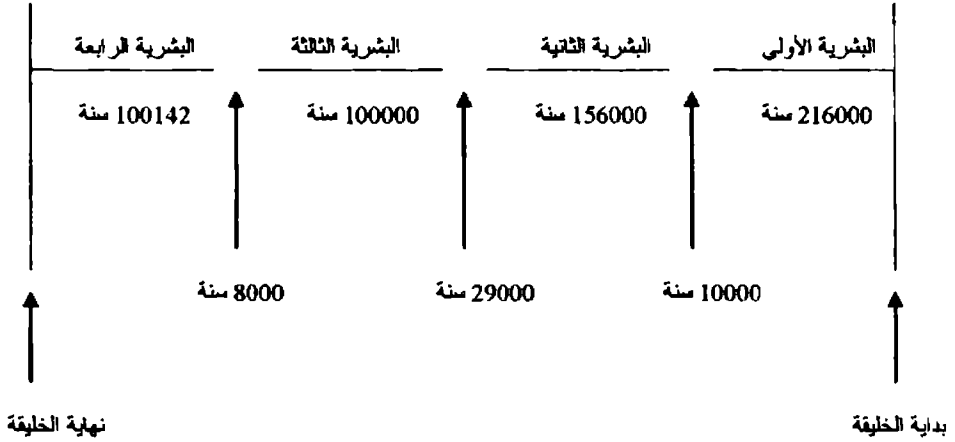 البشرية الأولى البشرية الثانية البشرية الثالثة البشرية الرابعة
216000 سنة 156000 سنة 100000 سنة 100142 سنة
10000 سنة 29000 سنة 8000 سنة
بداية الخليقة نهاية الخليقة